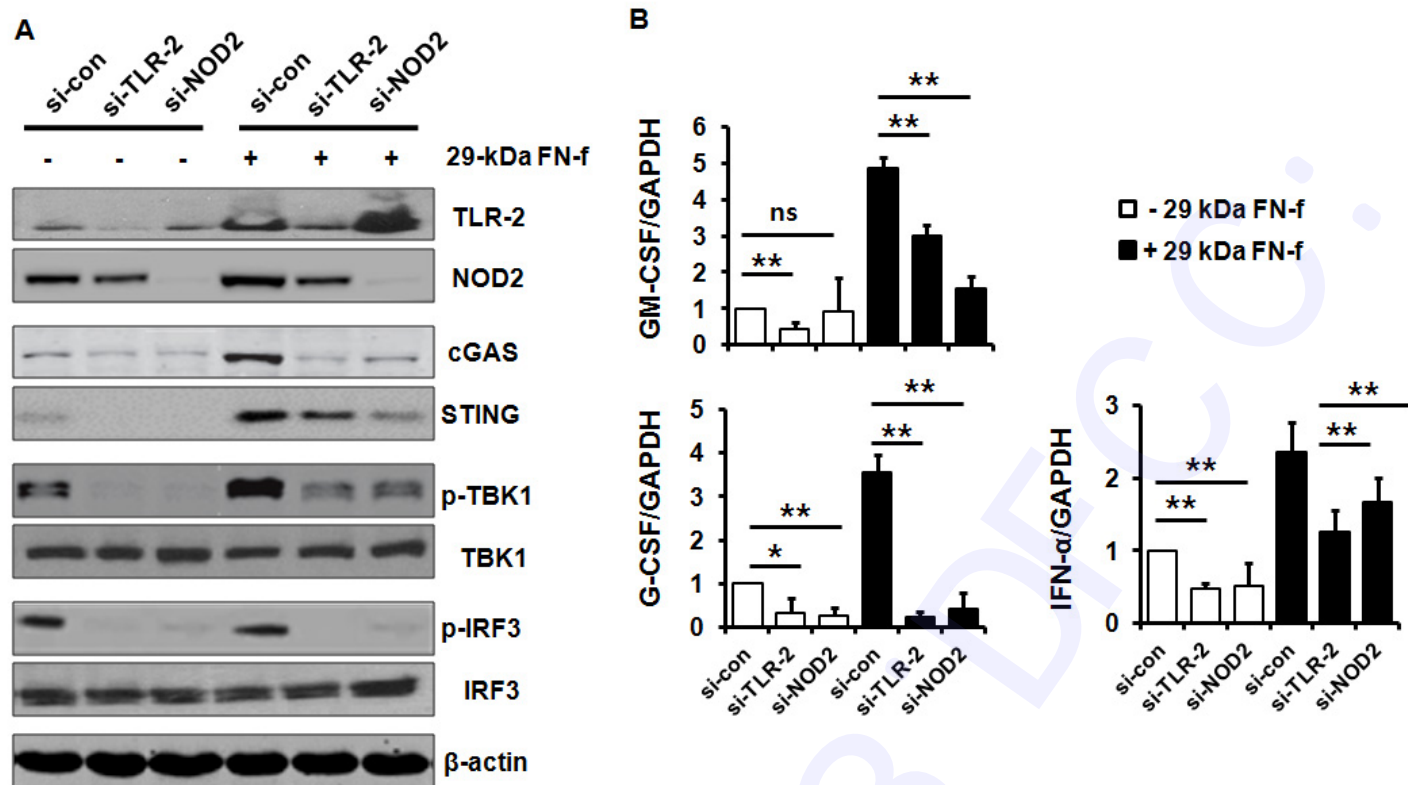 A
si-con si-TLR-2 si-NOD2 si-con si-TLR-2 si-NOD2
- - - + + + 29-kDa FN-f
TLR-2
NOD2
cGAS
STING
p-TBK1
TBK1
p-IRF3
IRF3
β-actin
B
GM-CSF/GAPDH
6
5
4
3
2
1
0
ns
**
**
**
- 29 kDa FN-f
+ 29 kDa FN-f
G-CSF/GAPDH
5
4
3
2
1
0
*
**
**
**
si-con si-TLR-2 si-NOD2 si-con si-TLR-2 si-NOD2
IFN-α/GAPDH
3
2
1
0
**
**
**
**
si-con si-TLR-2 si-NOD2 si-con si-TLR-2 si-NOD2